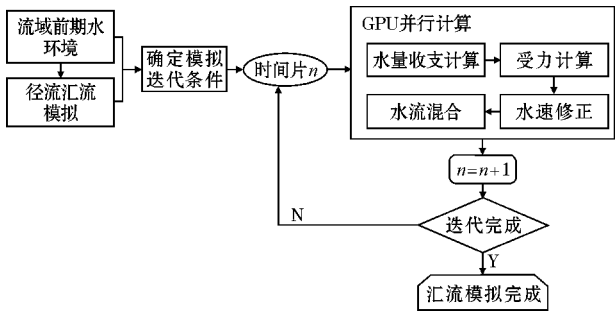 流域前期水
环境
径流汇流
模拟
确定模拟
迭代条件
时间片n
GPU并行计算
水量收支计算
受力计算
水流混合
水速修正
n=n+1
迭代完成
N
Y
汇流模拟完成